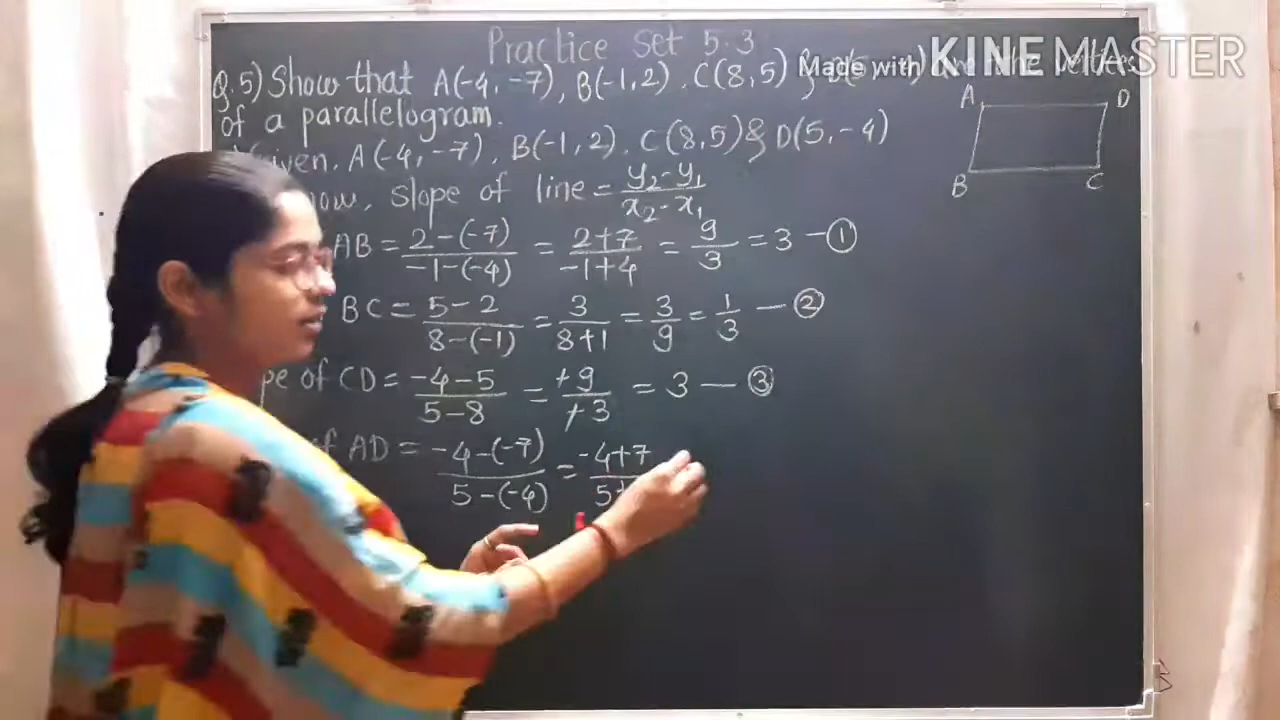 Practice Set 5.3
Made with KINEMASTER
Q.5) Show that A(-4, -7), B(-1, 2), C(8, 5) & vertices
of a parallelogram.
Given, A(-4, -7), B(-1, 2), C(8, 5) & D(5, -4)
slope of line = y₂-y₁/x₂-x₁
AB = 2-(-7)/-1-(-4) = 2+7/-1+4 = 9/3 = 3 — ①
BC = 5-2/8-(-1) = 3/8+1 = 3/9 = 1/3 — ②
of CD = -4-5/5-8 = +9/+3 = 3 — ③
AD = -4-(-7)/5-(-4) = -4+7
A D
B C